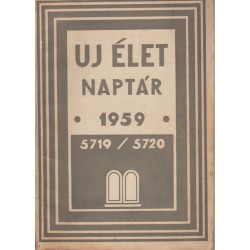 UJ ÉLET
NAPTÁR
• 1959 •
5719 / 5720